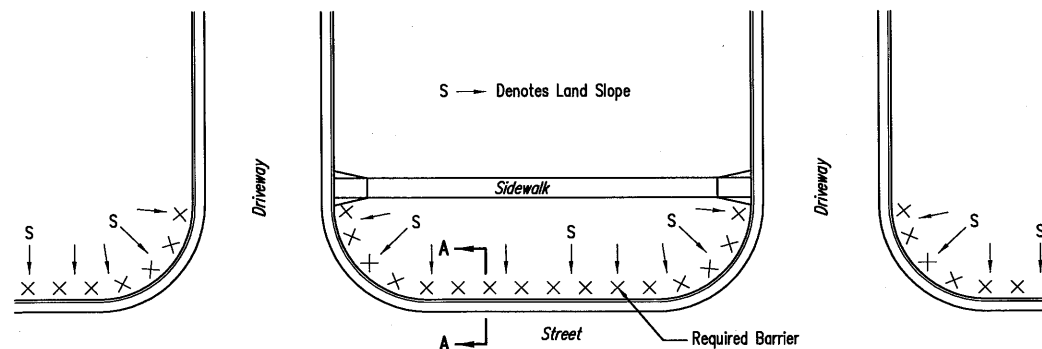 S → Denotes Land Slope
Driveway
Sidewalk
Driveway
S
S
S
S
S
S
S
A
A
Street
Required Barrier